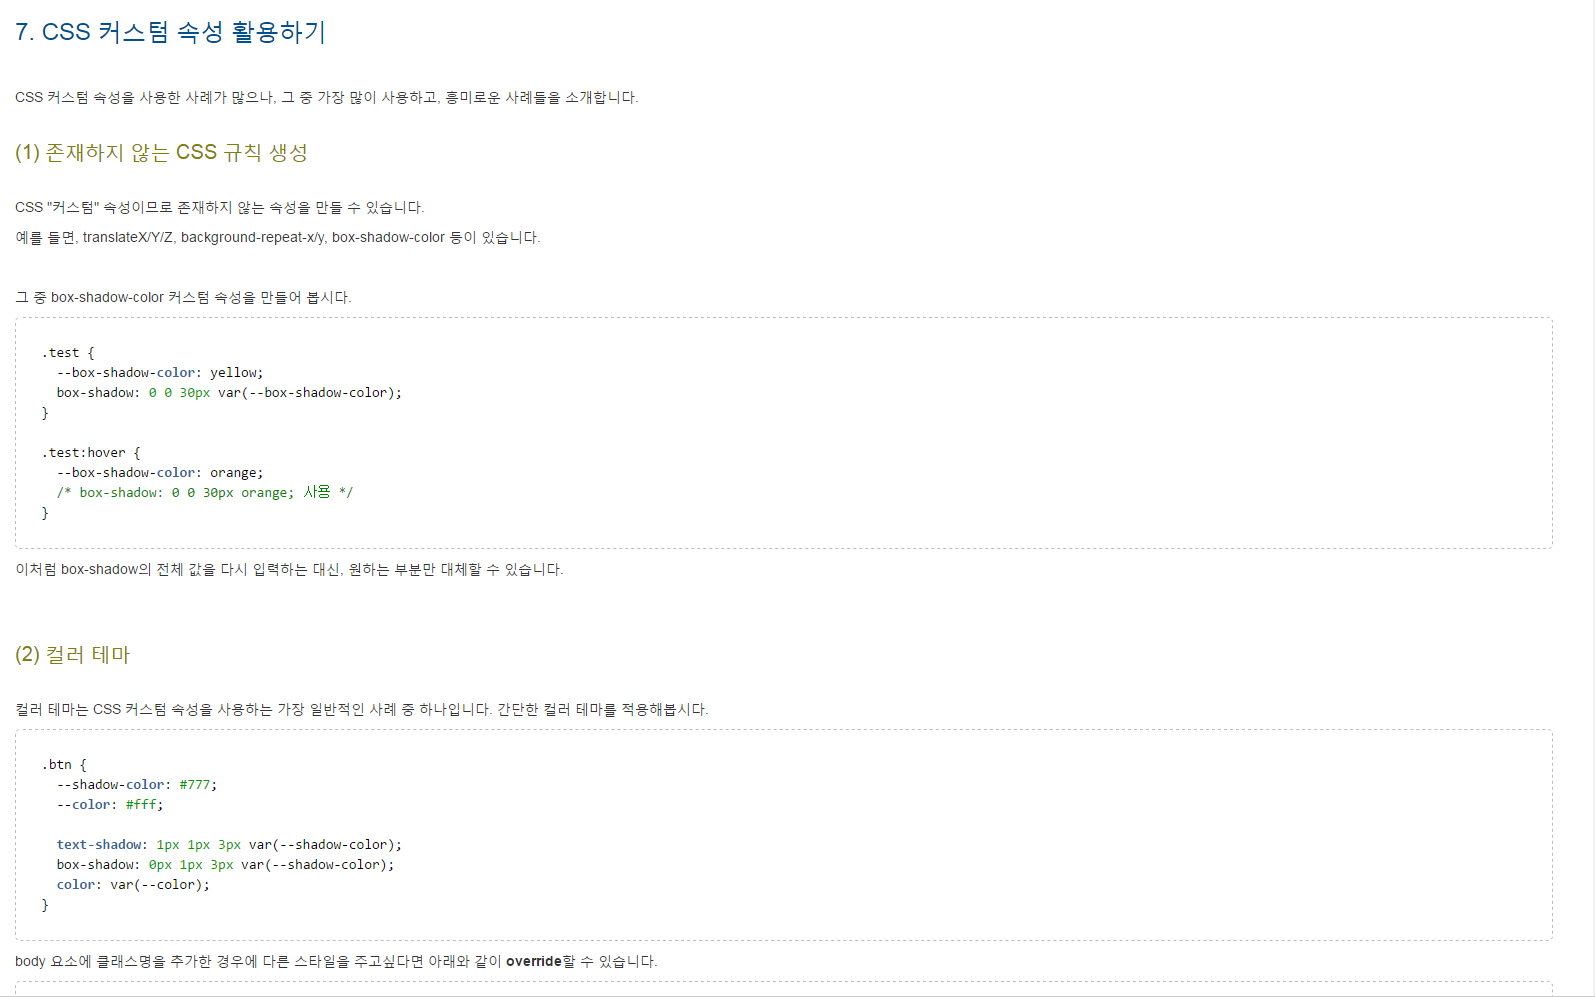 7. CSS 커스텀 속성 활용하기
CSS 커스텀 속성을 사용한 사례가 많으나, 그 중 가장 많이 사용하고, 흥미로운 사례들을 소개합니다.
(1) 존재하지 않는 CSS 규칙 생성
CSS "커스텀" 속성이므로 존재하지 않는 속성을 만들 수 있습니다.
예를 들면, translateX/Y/Z, background-repeat-x/y, box-shadow-color 등이 있습니다.
그 중 box-shadow-color 커스텀 속성을 만들어 봅시다.
.test {
  --box-shadow-color: yellow;
  box-shadow: 0 0 30px var(--box-shadow-color);
}
.test:hover {
  --box-shadow-color: orange;
  /* box-shadow: 0 0 30px orange; 사용 */
}
이처럼 box-shadow의 전체 값을 다시 입력하는 대신, 원하는 부분만 대체할 수 있습니다.
(2) 컬러 테마
컬러 테마는 CSS 커스텀 속성을 사용하는 가장 일반적인 사례 중 하나입니다. 간단한 컬러 테마를 적용해봅시다.
.btn {
  --shadow-color: #777;
  --color: #fff;
  text-shadow: 1px 1px 3px var(--shadow-color);
  box-shadow: 0px 1px 3px var(--shadow-color);
  color: var(--color);
}
body 요소에 클래스명을 추가한 경우에 다른 스타일을 주고싶다면 아래와 같이 override할 수 있습니다.